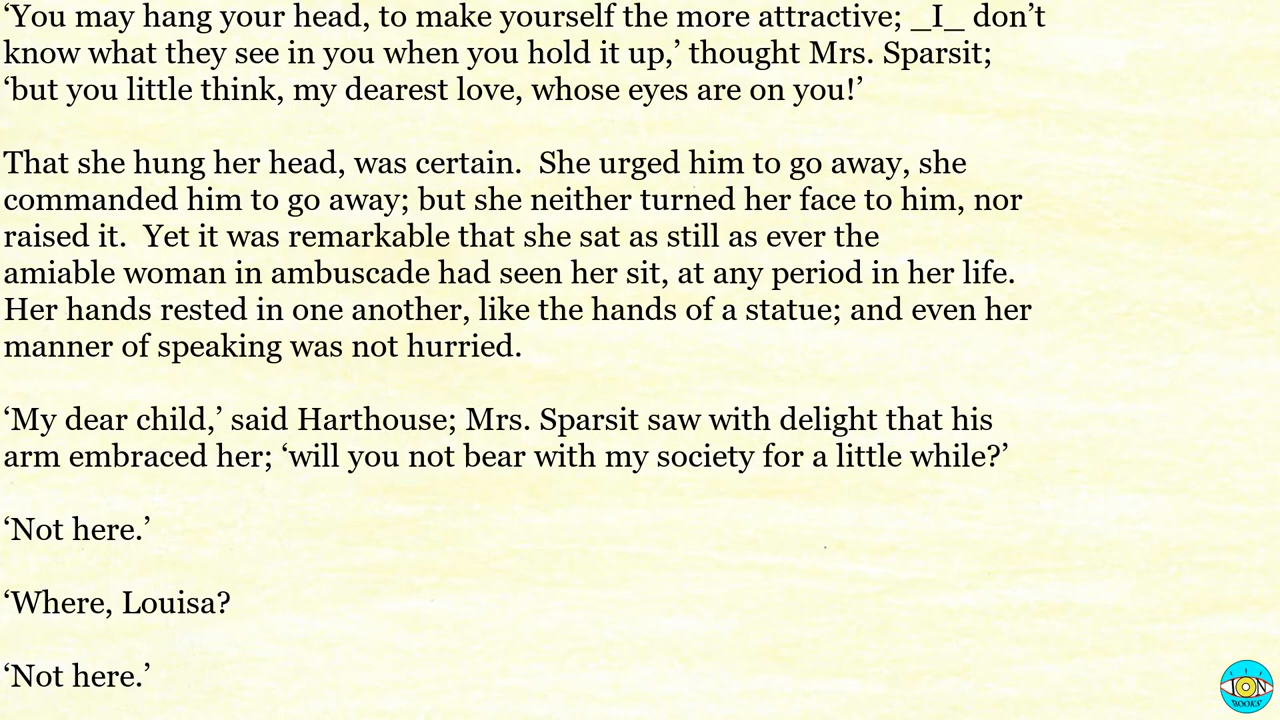 ‘You may hang your head, to make yourself the more attractive; _I_ don’t
know what they see in you when you hold it up,’ thought Mrs. Sparsit;
‘but you little think, my dearest love, whose eyes are on you!’
That she hung her head, was certain.  She urged him to go away, she
commanded him to go away; but she neither turned her face to him, nor
raised it.  Yet it was remarkable that she sat as still as ever the
amiable woman in ambuscade had seen her sit, at any period in her life.
Her hands rested in one another, like the hands of a statue; and even her
manner of speaking was not hurried.
‘My dear child,’ said Harthouse; Mrs. Sparsit saw with delight that his
arm embraced her; ‘will you not bear with my society for a little while?’
‘Not here.’
‘Where, Louisa?
‘Not here.’
ION
BOOKS